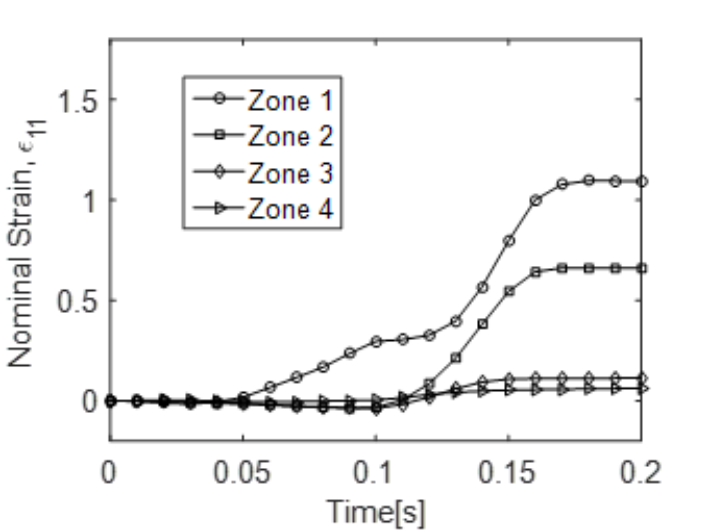 Nominal Strain, ε11
1.5
1
0.5
0
Zone 1
Zone 2
Zone 3
Zone 4
0 0.05 0.1 0.15 0.2
Time[s]